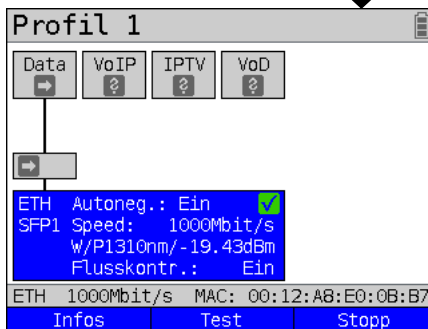 Profil 1
Data VoIP IPTV VoD
ETH Autoneg.: Ein
SFP1 Speed: 1000Mbit/s
W/P1310nm/-19.43dBm
Flusskontr.: Ein
ETH 1000Mbit/s MAC: 00:12:A8:E0:0B:B7
Infos Test Stopp